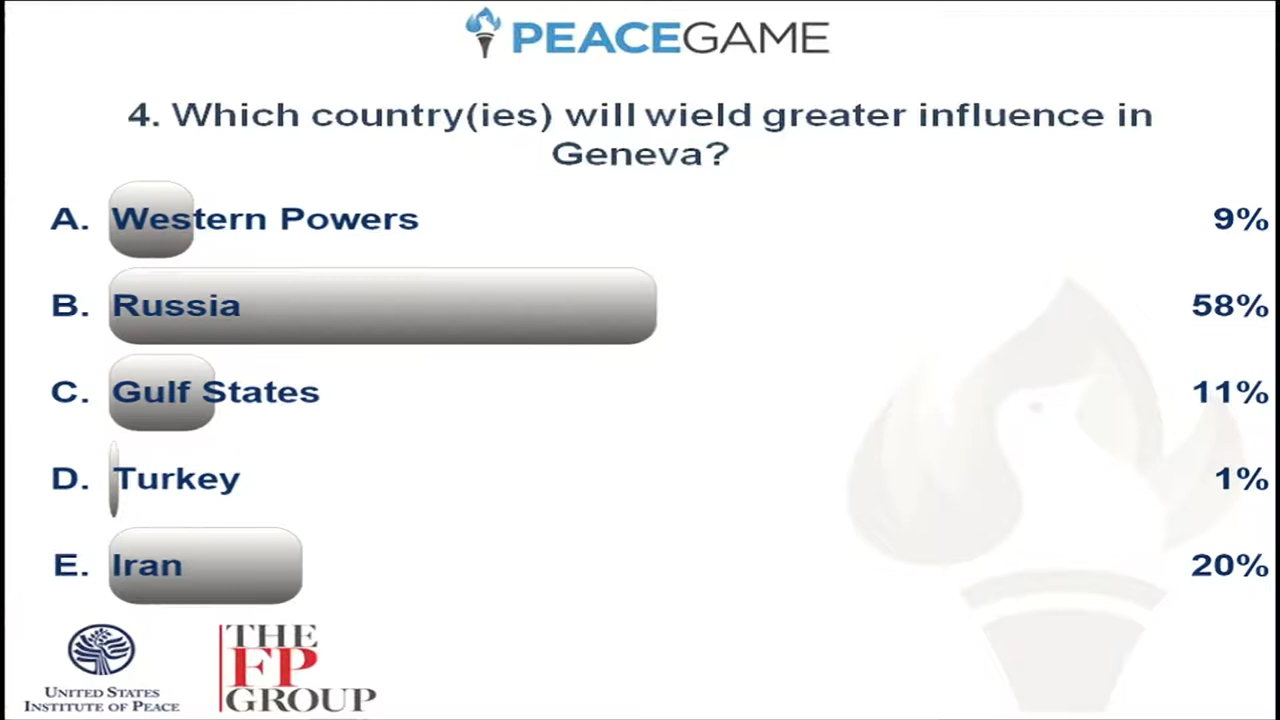 PEACEGAME
4. Which country(ies) will wield greater influence in
Geneva?
A. Western Powers 9%
B. Russia 58%
C. Gulf States 11%
D. Turkey 1%
E. Iran 20%
UNITED STATES
INSTITUTE OF PEACE
THE
FP
GROUP